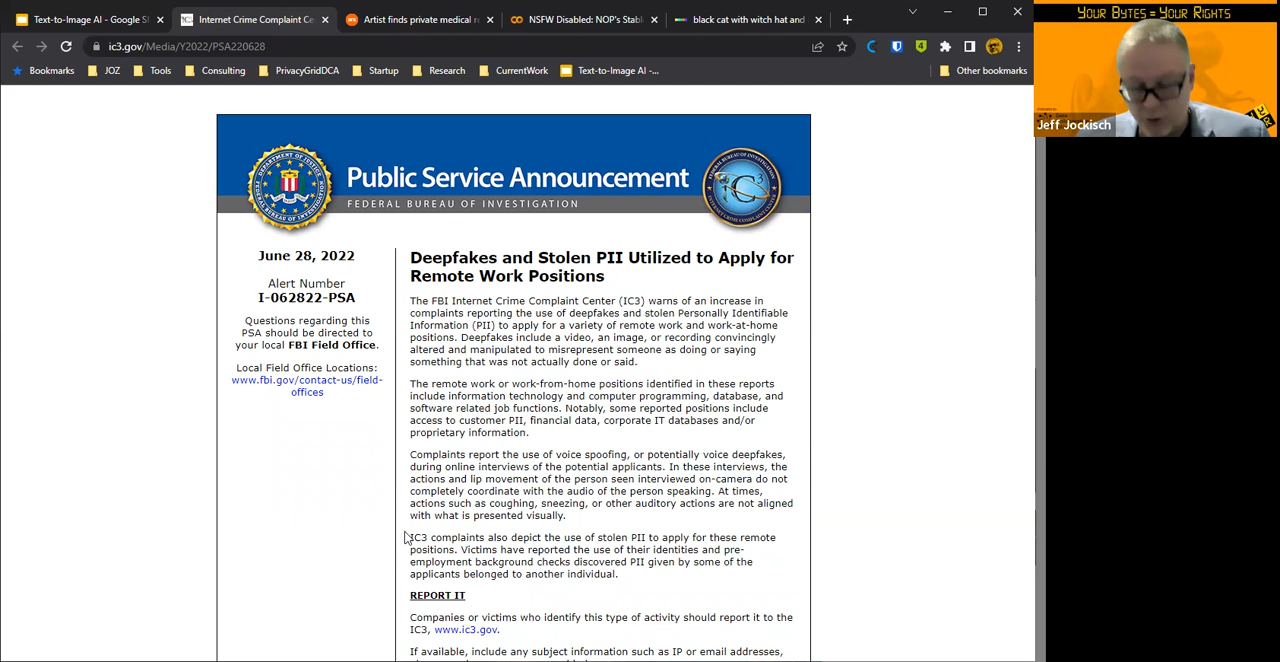 Text-to-Image AI - Google Sl
Internet Crime Complaint Ce
Artist finds private medical r
NSFW Disabled: NOP's Stabl
black cat with witch hat and
ic3.gov/Media/Y2022/PSA220628
4
Bookmarks
JOZ
Tools
Consulting
PrivacyGridDCA
Startup
Research
CurrentWork
Text-to-Image AI -...
Other bookmarks
YOUR BYTES = YOUR RIGHTS
Jeff Jockisch
DEPARTMENT OF JUSTICE
FEDERAL BUREAU OF INVESTIGATION
Public Service Announcement
FEDERAL BUREAU OF INVESTIGATION
FEDERAL BUREAU OF INVESTIGATION
iC3
INTERNET CRIME COMPLAINT CENTER
June 28, 2022
Alert Number
I-062822-PSA
Questions regarding this
PSA should be directed to
your local FBI Field Office.
Local Field Office Locations:
www.fbi.gov/contact-us/field-
offices
Deepfakes and Stolen PII Utilized to Apply for
Remote Work Positions
The FBI Internet Crime Complaint Center (IC3) warns of an increase in
complaints reporting the use of deepfakes and stolen Personally Identifiable
Information (PII) to apply for a variety of remote work and work-at-home
positions. Deepfakes include a video, an image, or recording convincingly
altered and manipulated to misrepresent someone as doing or saying
something that was not actually done or said.
The remote work or work-from-home positions identified in these reports
include information technology and computer programming, database, and
software related job functions. Notably, some reported positions include
access to customer PII, financial data, corporate IT databases and/or
proprietary information.
Complaints report the use of voice spoofing, or potentially voice deepfakes,
during online interviews of the potential applicants. In these interviews, the
actions and lip movement of the person seen interviewed on-camera do not
completely coordinate with the audio of the person speaking. At times,
actions such as coughing, sneezing, or other auditory actions are not aligned
with what is presented visually.
IC3 complaints also depict the use of stolen PII to apply for these remote
positions. Victims have reported the use of their identities and pre-
employment background checks discovered PII given by some of the
applicants belonged to another individual.
REPORT IT
Companies or victims who identify this type of activity should report it to the
IC3, www.ic3.gov.
If available, include any subject information such as IP or email addresses,